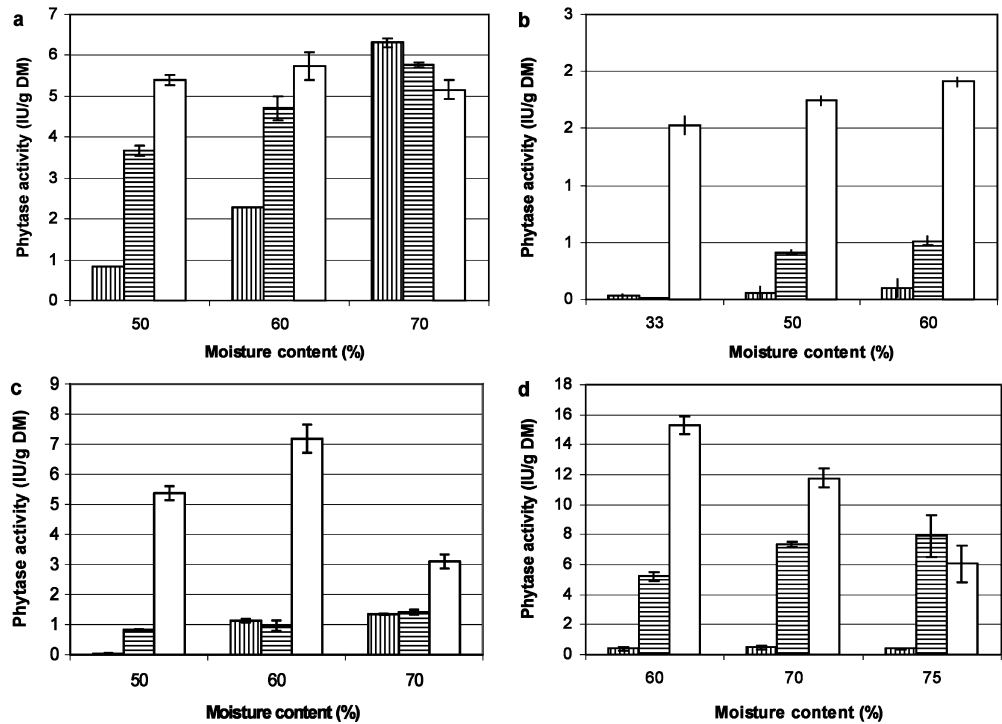 a
Phytase activity (IU/g DM)
7
6
5
4
3
2
1
0
50 60 70
Moisture content (%)
b
Phytase activity (IU/g DM)
3
2
2
1
1
0
33 50 60
Moisture content (%)
c
Phytase activity (IU/g DM)
9
8
7
6
5
4
3
2
1
0
50 60 70
Moisture content (%)
d
Phytase activity (IU/g DM)
18
16
14
12
10
8
6
4
2
0
60 70 75
Moisture content (%)